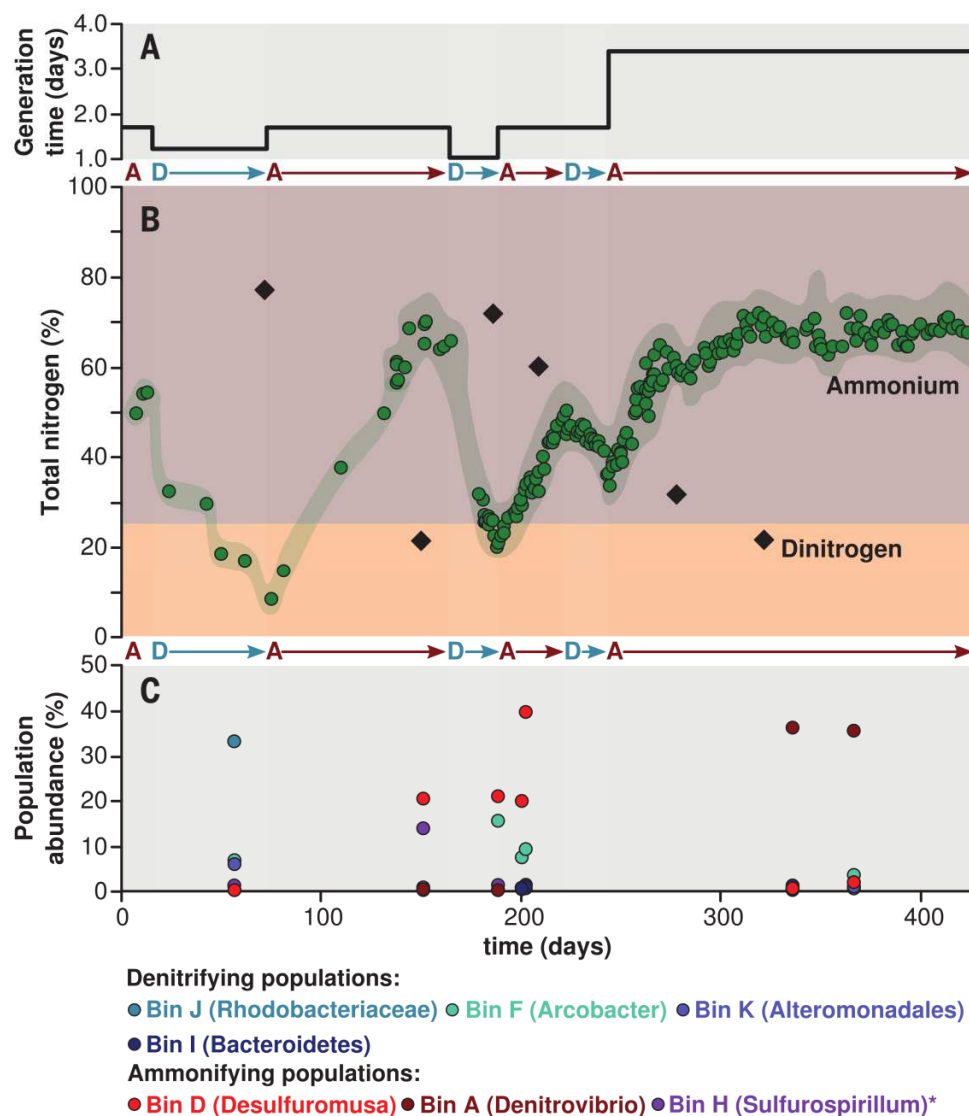 A
Generation
time (days)
4.0
3.0
2.0
1.0
A D A D A D A
B
Total nitrogen (%)
100
80
60
40
20
0
Ammonium
Dinitrogen
A D A D A D A
C
Population
abundance (%)
50
40
30
20
10
0
0 100 200 300 400
time (days)
Denitrifying populations:
Bin J (Rhodobacteriaceae) Bin F (Arcobacter) Bin K (Alteromonadales)
Bin I (Bacteroidetes)
Ammonifying populations:
Bin D (Desulfuromusa) Bin A (Denitrovibrio) Bin H (Sulfurospirillum)*